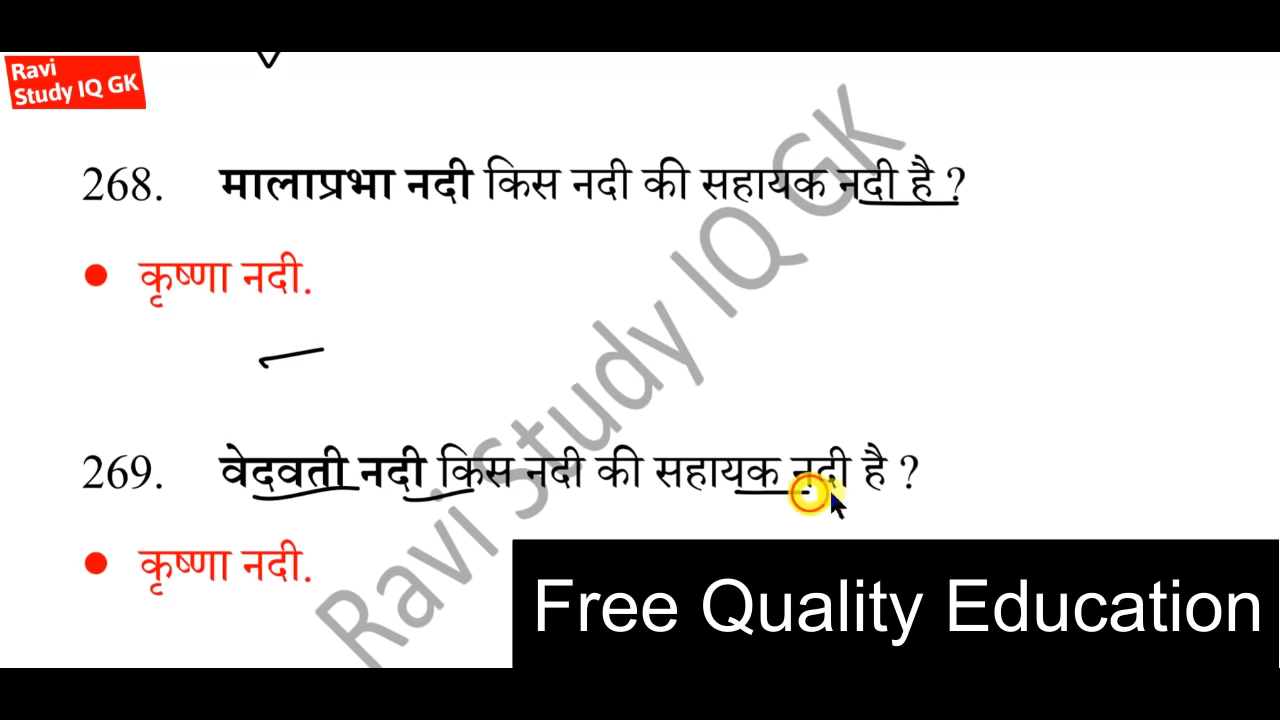 Ravi
Study IQ GK
268. मालाप्रभा नदी किस नदी की सहायक नदी है ?
• कृष्णा नदी.
269. वेदवती नदी किस नदी की सहायक नदी है ?
• कृष्णा नदी.
Ravi Study IQ GK
Free Quality Education